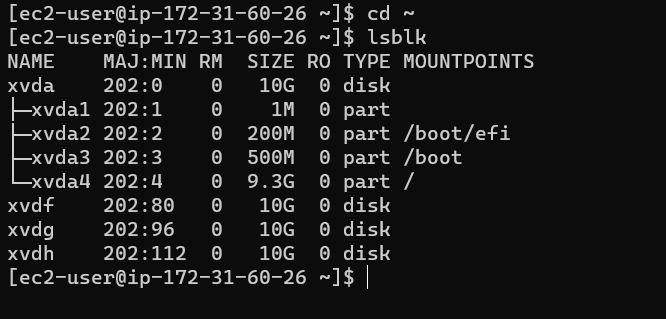 [ec2-user@ip-172-31-60-26 ~]$ cd ~
[ec2-user@ip-172-31-60-26 ~]$ lsblk
NAME    MAJ:MIN RM  SIZE RO TYPE MOUNTPOINTS
xvda    202:0    0   10G  0 disk
├─xvda1 202:1    0    1M  0 part
├─xvda2 202:2    0  200M  0 part /boot/efi
├─xvda3 202:3    0  500M  0 part /boot
└─xvda4 202:4    0  9.3G  0 part /
xvdf    202:80   0   10G  0 disk
xvdg    202:96   0   10G  0 disk
xvdh    202:112  0   10G  0 disk
[ec2-user@ip-172-31-60-26 ~]$